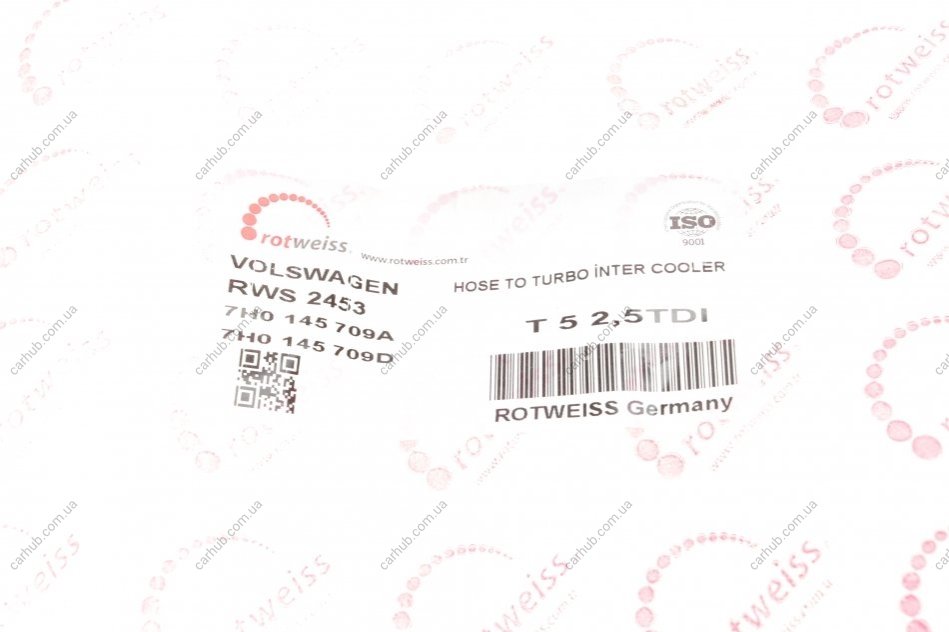 rotweiss
www.rotweiss.com.tr
VOLSWAGEN
RWS 2453
7H0 145 709A
7H0 145 709D
ISO
9001
HOSE TO TURBO İNTER COOLER
T 5 2,5TDI
ROTWEISS Germany
carhub.com.ua